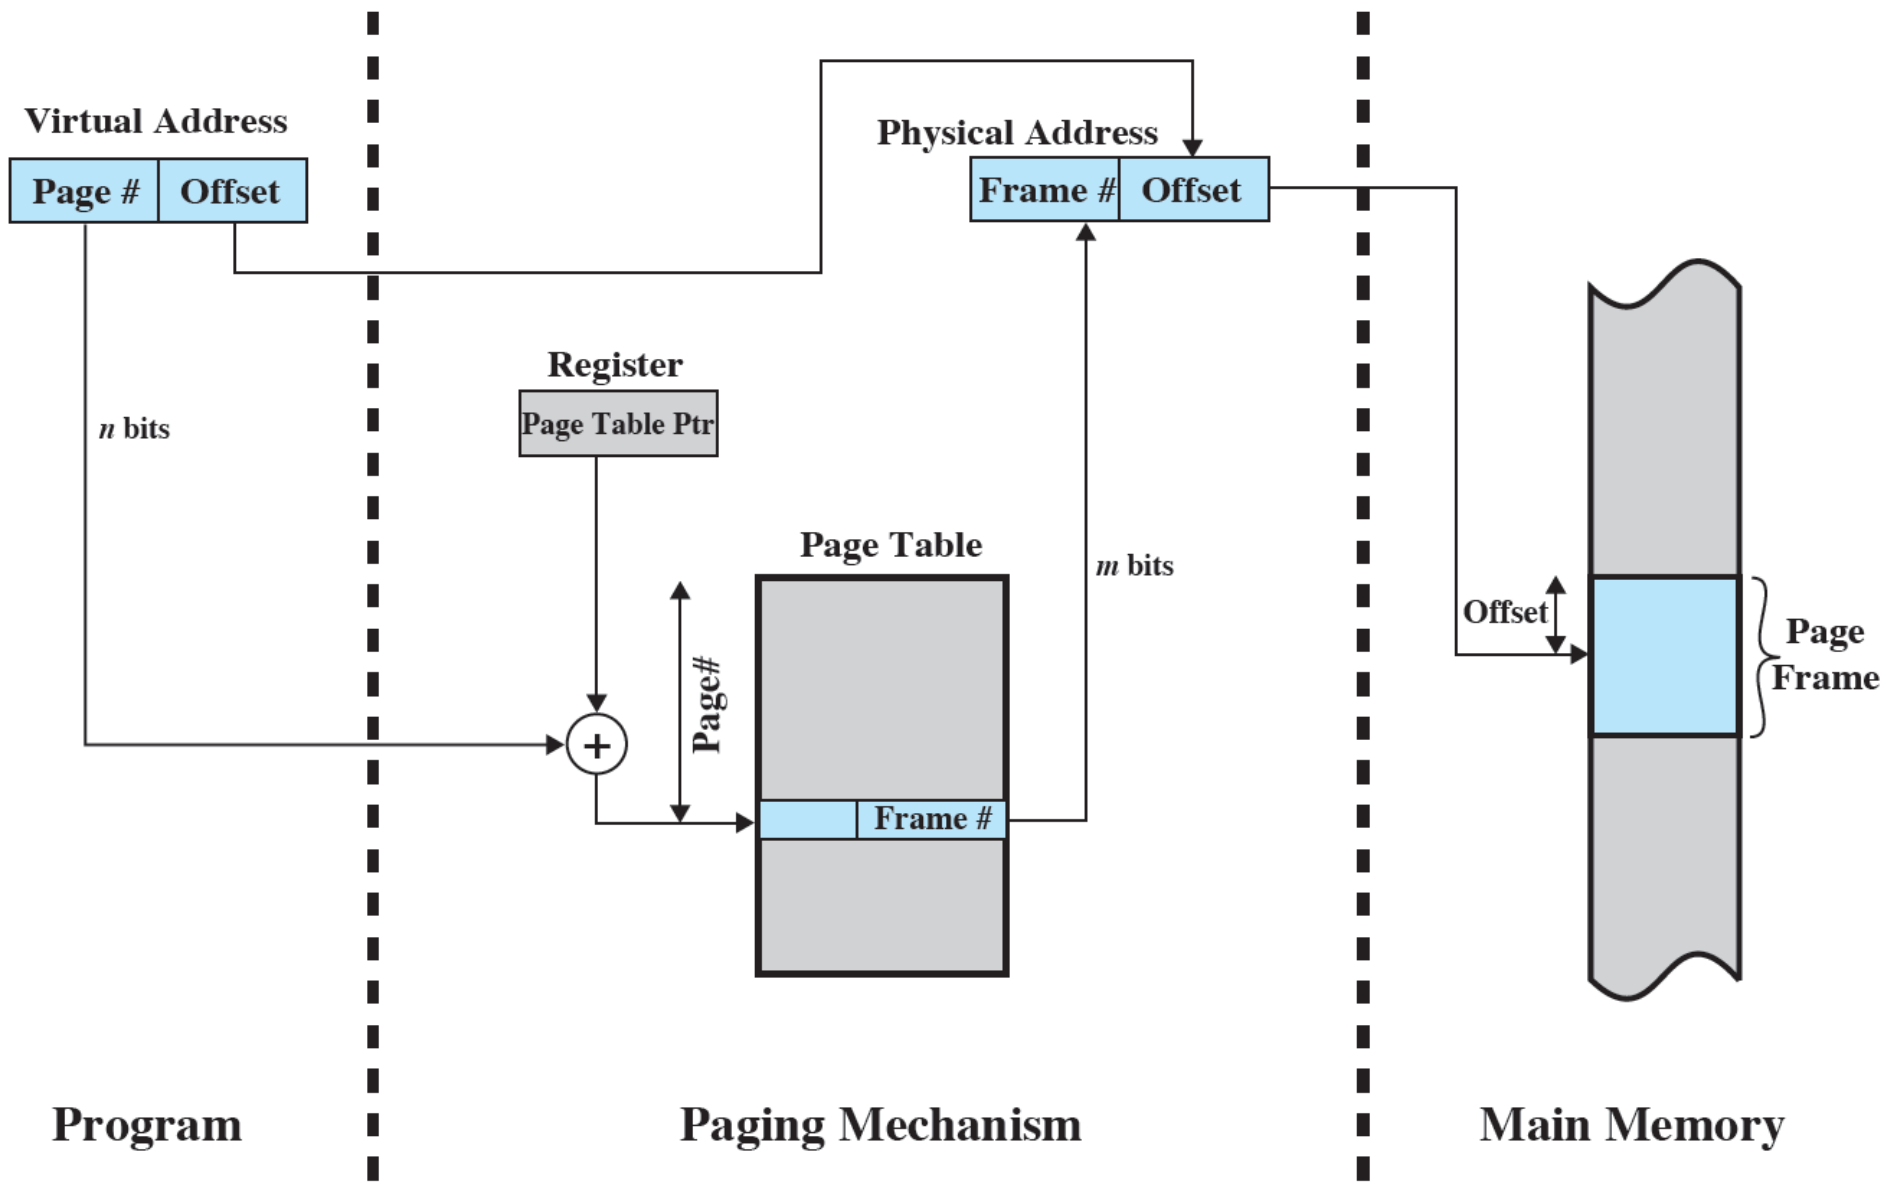 Virtual Address
Page # Offset
Physical Address
Frame # Offset
Register
Page Table Ptr
n bits
Page Table
m bits
Page#
Frame #
Offset
Page
Frame
+
Program
Paging Mechanism
Main Memory